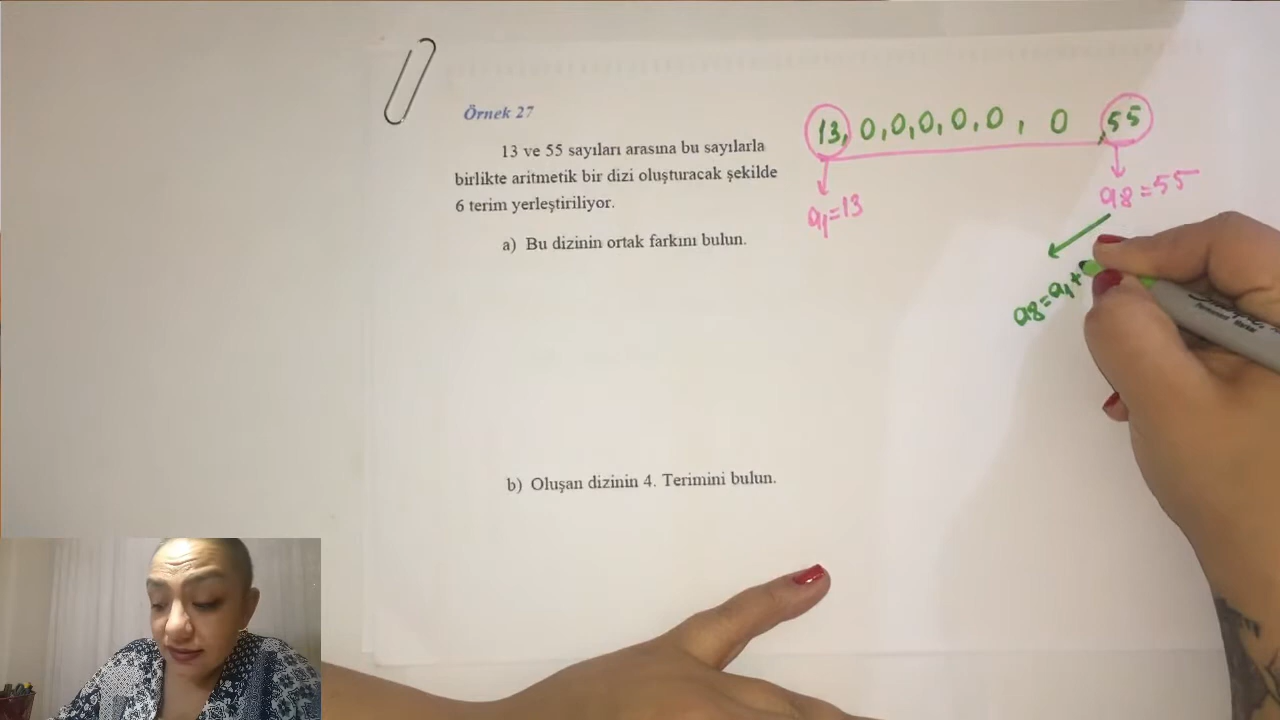 Örnek 27
13 ve 55 sayıları arasına bu sayılarla
birlikte aritmetik bir dizi oluşturacak şekilde
6 terim yerleştiriliyor.
a) Bu dizinin ortak farkını bulun.
b) Oluşan dizinin 4. Terimini bulun.
13, 0, 0, 0, 0, 0, 0, 55
a1=13
a8=55
a8=a1+